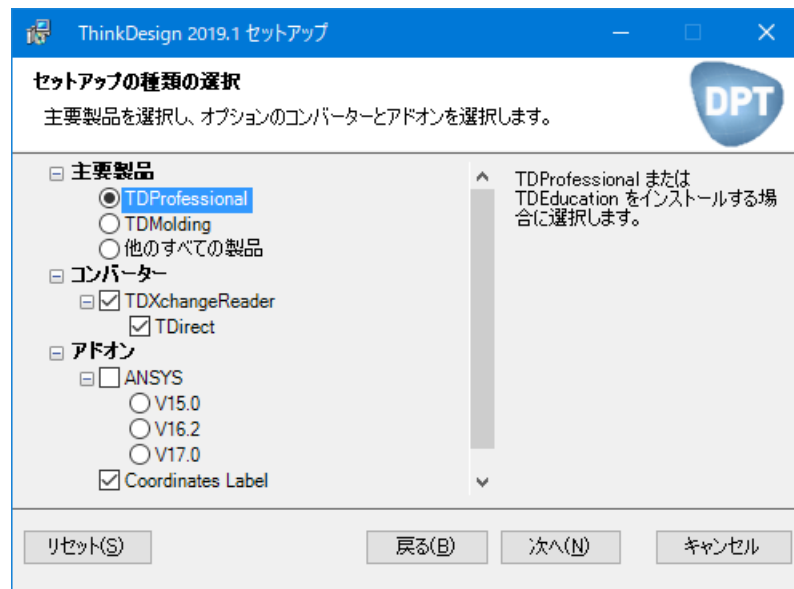 ThinkDesign 2019.1 セットアップ
セットアップの種類の選択
主要製品を選択し、オプションのコンバーターとアドオンを選択します。
DPT
主要製品
TDProfessional
TDMolding
他のすべての製品
コンバーター
TDXchangeReader
TDirect
アドオン
ANSYS
V15.0
V16.2
V17.0
Coordinates Label
TDProfessional または
TDEducation をインストールする場
合に選択します。
リセット(S)
戻る(B)
次へ(N)
キャンセル